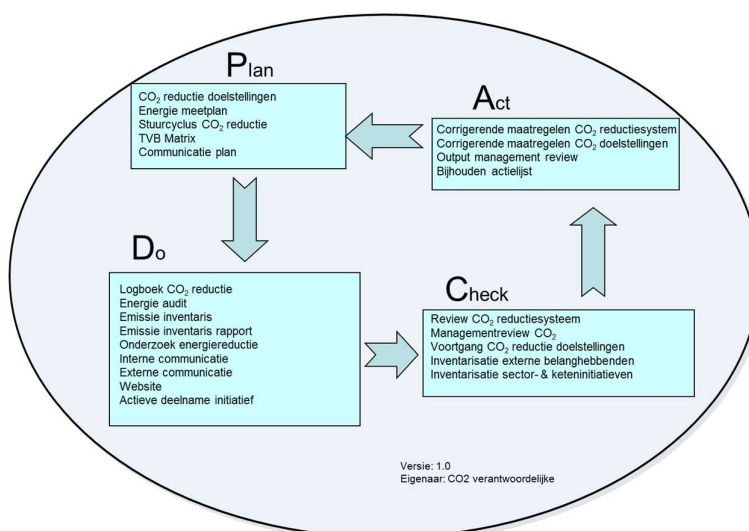 Plan
CO₂ reductie doelstellingen
Energie meetplan
Stuurcyclus CO₂ reductie
TVB Matrix
Communicatie plan
Act
Corrigerende maatregelen CO₂ reductiesystem
Corrigerende maatregelen CO₂ doelstellingen
Output management review
Bijhouden actielijst
Do
Logboek CO₂ reductie
Energie audit
Emissie inventaris
Emissie inventaris rapport
Onderzoek energiereductie
Interne communicatie
Externe communicatie
Website
Actieve deelname initiatief
Check
Review CO₂ reductiesysteem
Managementreview CO₂
Voortgang CO₂ reductie doelstellingen
Inventarisatie externe belanghebbenden
Inventarisatie sector- & keteninitiatieven
Versie: 1.0
Eigenaar: CO2 verantwoordelijke